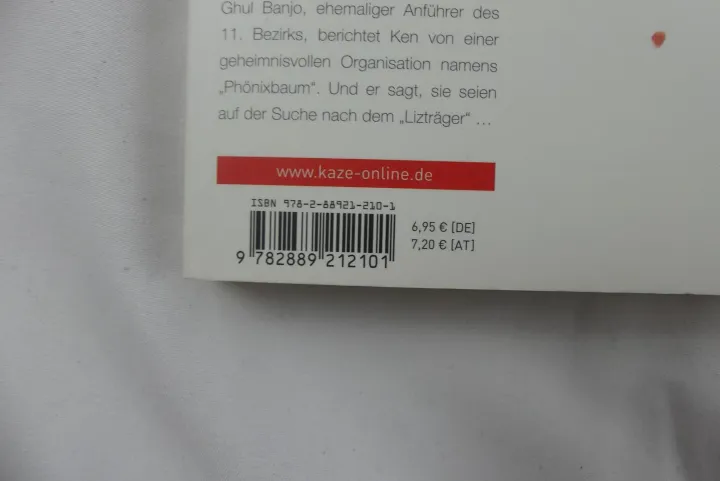 Ghul Banjo, ehemaliger Anführer des
11. Bezirks, berichtet Ken von einer
geheimnisvollen Organisation namens
„Phönixbaum“. Und er sagt, sie seien
auf der Suche nach dem „Lizträger“ ...
www.kaze-online.de
ISBN 978-2-88921-210-1
6,95 € [DE]
7,20 € [AT]
9 782889 212101